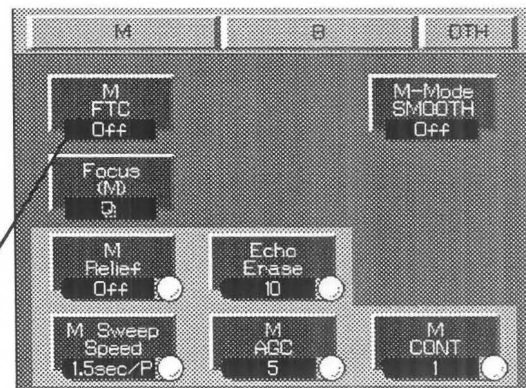 M B OTH
M
FTC
Off
M-Mode
SMOOTH
Off
Focus
(M)
M
Relief
Off
Echo
Erase
10
M Sweep
Speed
1.5sec/P
M
AGC
5
M
CONT
1